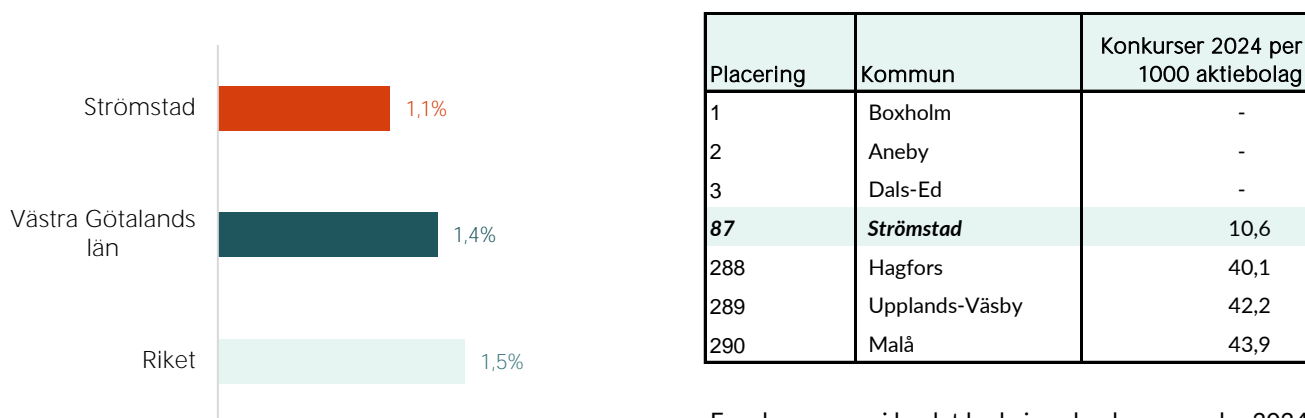 Strömstad
1,1%
Västra Götalands
län
1,4%
Riket
1,5%
Placering Kommun Konkurser 2024 per
1000 aktiebolag
1 Boxholm -
2 Aneby -
3 Dals-Ed -
87 Strömstad 10,6
288 Hagfors 40,1
289 Upplands-Väsby 42,2
290 Malå 43,9